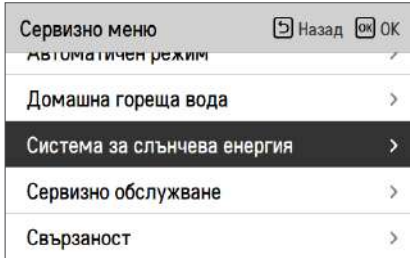 Сервизно меню Назад OK OK
Автоматичен режим
Домашна гореща вода
Система за слънчева енергия
Сервизно обслужване
Свързаност